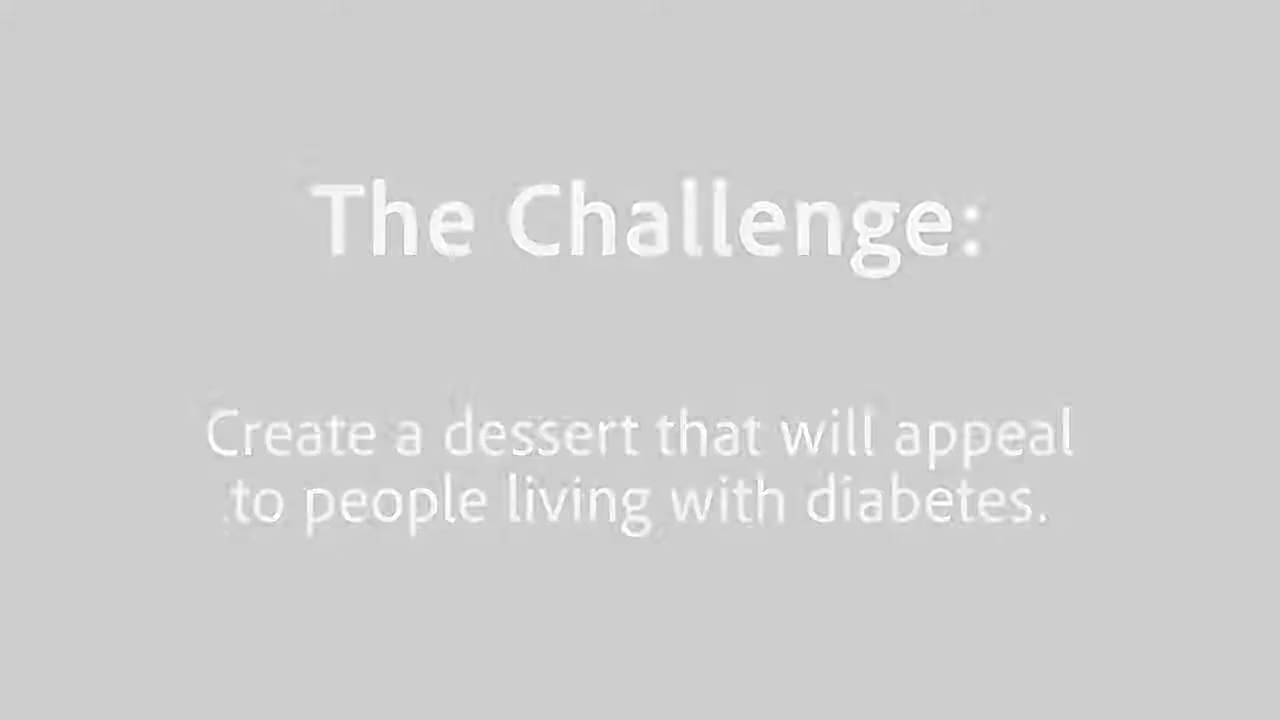 The Challenge:
Create a dessert that will appeal
to people living with diabetes.